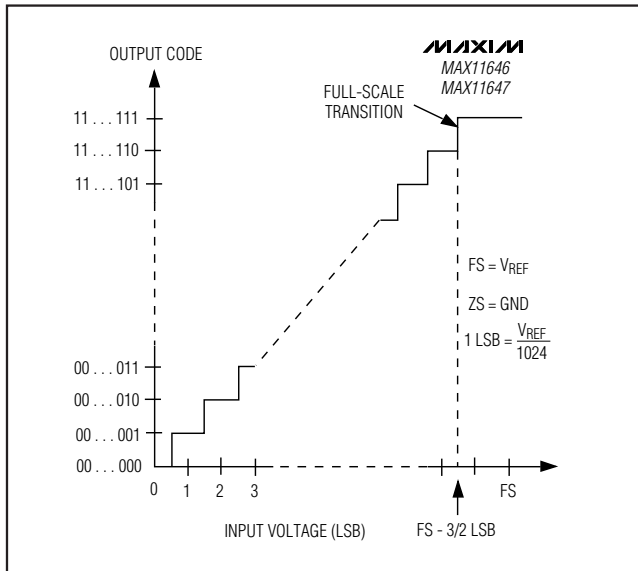 OUTPUT CODE
MAXIM
MAX11646
MAX11647
FULL-SCALE
TRANSITION
11 . . . 111
11 . . . 110
11 . . . 101
FS = VREF
ZS = GND
1 LSB = VREF
1024
00 . . . 011
00 . . . 010
00 . . . 001
00 . . . 000
0 1 2 3 FS
INPUT VOLTAGE (LSB)
FS - 3/2 LSB